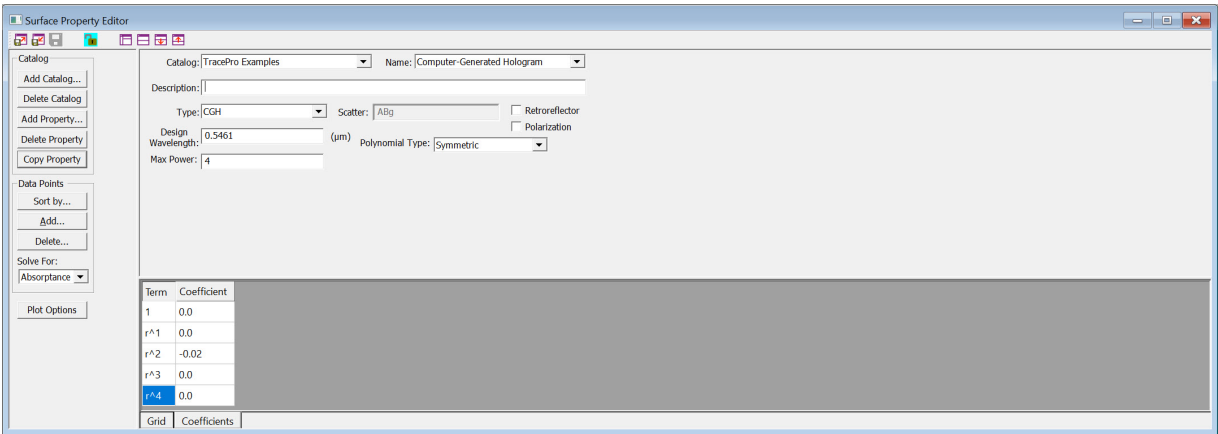 Surface Property Editor
Catalog
Add Catalog...
Delete Catalog
Add Property...
Delete Property
Copy Property
Data Points
Sort by...
Add...
Delete...
Solve For:
Absorptance
Plot Options
Catalog: TracePro Examples Name: Computer-Generated Hologram
Description:
Type: CGH Scatter: ABg Retroreflector
Polarization
Design Wavelength: 0.5461 (μm) Polynomial Type: Symmetric
Max Power: 4
Term Coefficient
1 0.0
r^1 0.0
r^2 -0.02
r^3 0.0
r^4 0.0
Grid Coefficients